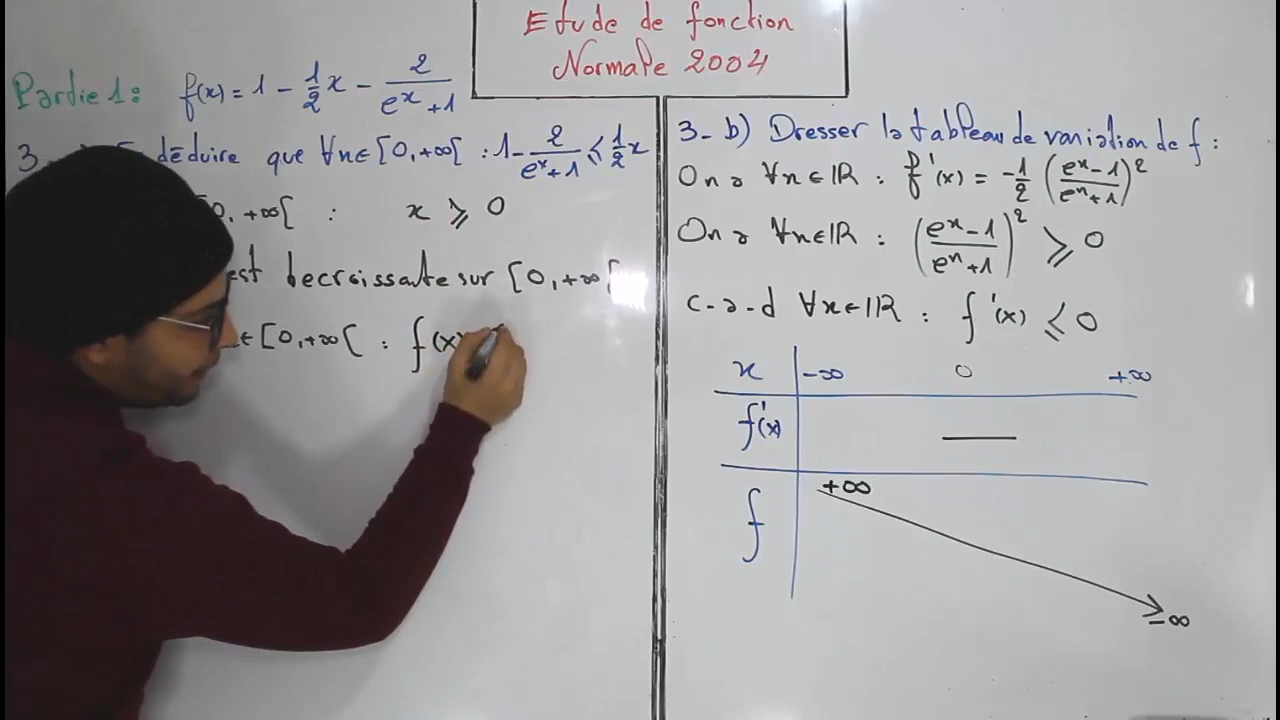 Etude de fonction
Normale 2004
Partie 1: f(x) = 1 - 1/2 x - 2/(e^x + 1)
3 déduire que ∀x∈[0,+∞[ : 1 - 2/(e^x + 1) ⩽ 1/2 x
[0,+∞[ : x ⩾ 0
est decroissante sur [0,+∞[
∈[0,+∞[ : f(x)
3- b) Dresser le tableau de variation de f :
On a ∀x∈IR : f'(x) = -1/2 ((e^x - 1)/(e^x + 1))^2
On a ∀x∈IR : ((e^x - 1)/(e^x + 1))^2 ⩾ 0
c-a-d ∀x∈IR : f'(x) ⩽ 0
x -∞ 0 +∞
f'(x) —
f +∞ -∞